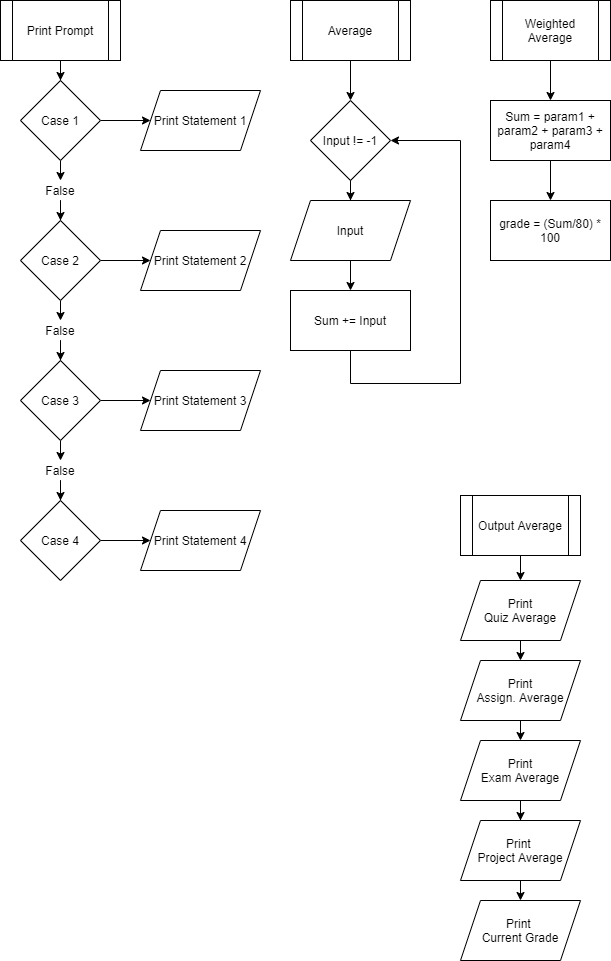 Print Prompt
Case 1
Print Statement 1
False
Case 2
Print Statement 2
False
Case 3
Print Statement 3
False
Case 4
Print Statement 4
Average
Input != -1
Input
Sum += Input
Weighted
Average
Sum = param1 +
param2 + param3 +
param4
grade = (Sum/80) *
100
Output Average
Print
Quiz Average
Print
Assign. Average
Print
Exam Average
Print
Project Average
Print
Current Grade